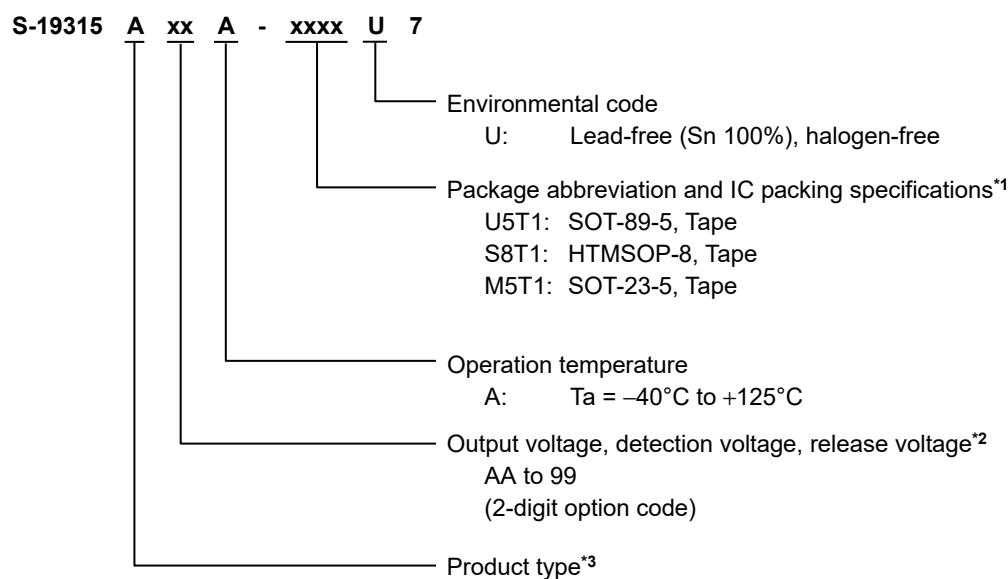 S-19315 A xx A - xxxx U 7
Environmental code
U: Lead-free (Sn 100%), halogen-free
Package abbreviation and IC packing specifications*1
U5T1: SOT-89-5, Tape
S8T1: HTMSOP-8, Tape
M5T1: SOT-23-5, Tape
Operation temperature
A: Ta = −40°C to +125°C
Output voltage, detection voltage, release voltage*2
AA to 99
(2-digit option code)
Product type*3